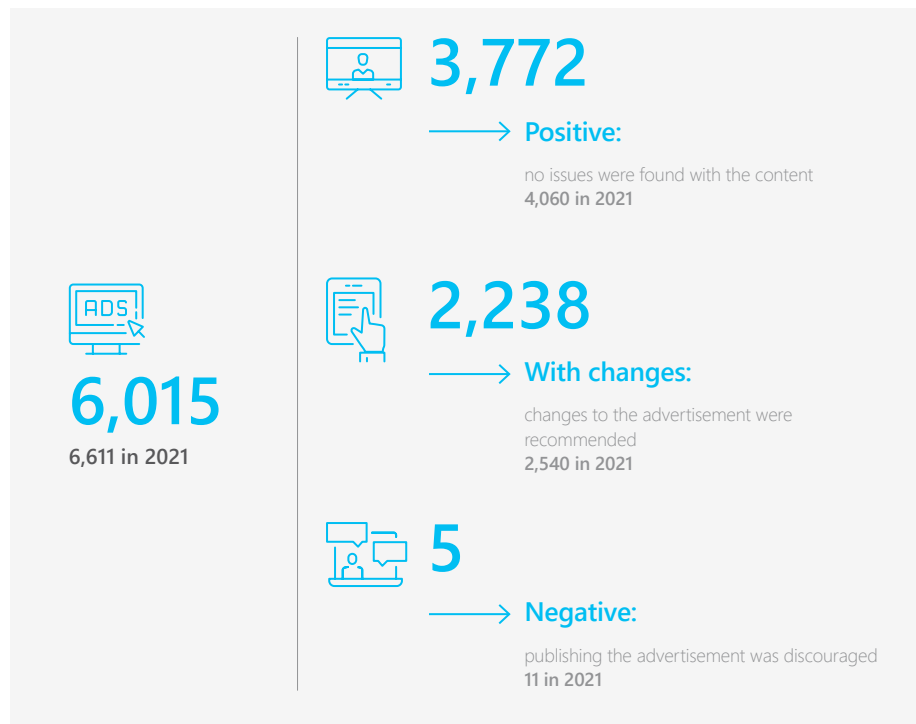 ADS
6,015
6,611 in 2021
3,772
Positive:
no issues were found with the content
4,060 in 2021
2,238
With changes:
changes to the advertisement were
recommended
2,540 in 2021
5
Negative:
publishing the advertisement was discouraged
11 in 2021